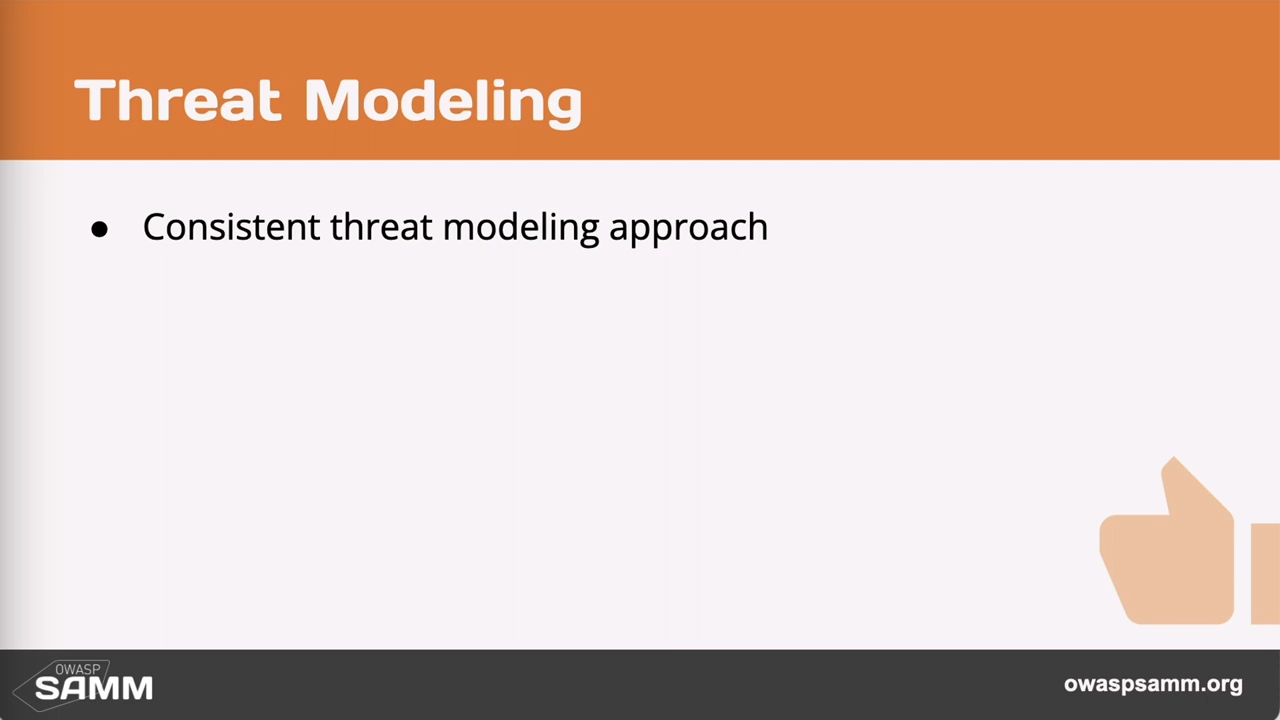 Threat Modeling
● Consistent threat modeling approach
OWASP
SAMM
owaspsamm.org